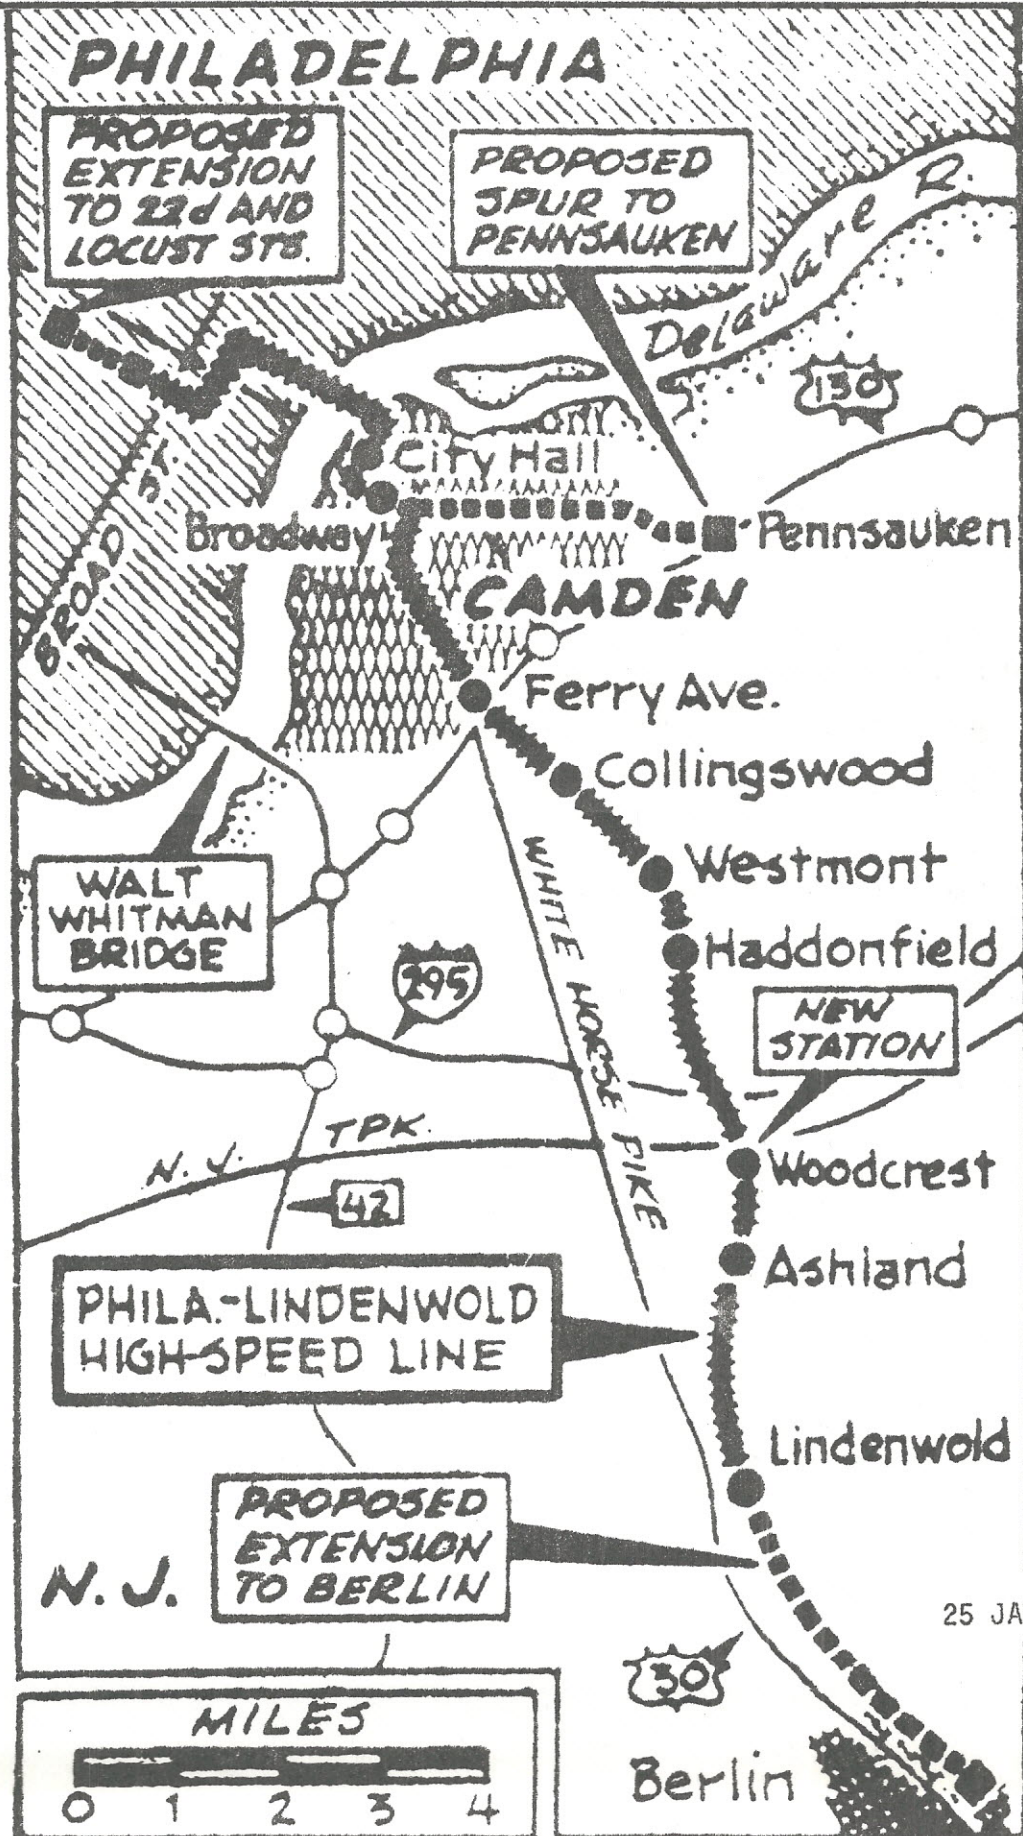 PHILADELPHIA
PROPOSED
EXTENSION
TO 22d AND
LOCUST STS.
PROPOSED
SPUR TO
PENNSAUKEN
Delaware R.
130
City Hall
Broadway
Pennsauken
BROAD ST.
CAMDEN
Ferry Ave.
Collingswood
WALT
WHITMAN
BRIDGE
WHITE HORSE PIKE
Westmont
Haddonfield
295
NEW
STATION
N.J. TPK.
Woodcrest
42
Ashland
PHILA.-LINDENWOLD
HIGH-SPEED LINE
Lindenwold
PROPOSED
EXTENSION
TO BERLIN
N.J.
25 JA
30
Berlin
MILES
0 1 2 3 4